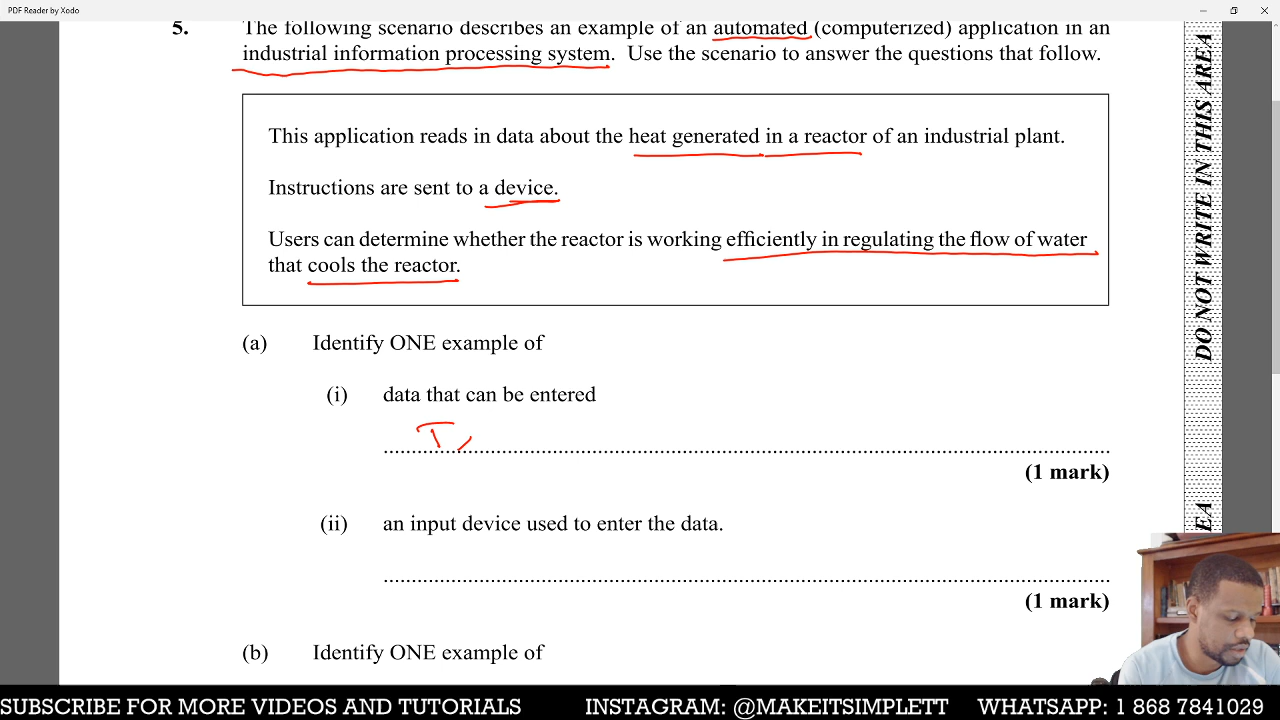 PDF Reader by Xodo
5. The following scenario describes an example of an automated (computerized) application in an
industrial information processing system. Use the scenario to answer the questions that follow.
This application reads in data about the heat generated in a reactor of an industrial plant.
Instructions are sent to a device.
Users can determine whether the reactor is working efficiently in regulating the flow of water
that cools the reactor.
(a) Identify ONE example of
(i) data that can be entered
T
(1 mark)
(ii) an input device used to enter the data.
(1 mark)
(b) Identify ONE example of
DO NOT WRITE IN THIS AREA
EA
SUBSCRIBE FOR MORE VIDEOS AND TUTORIALS INSTAGRAM: @MAKEITSIMPLETT WHATSAPP: 1 868 7841029